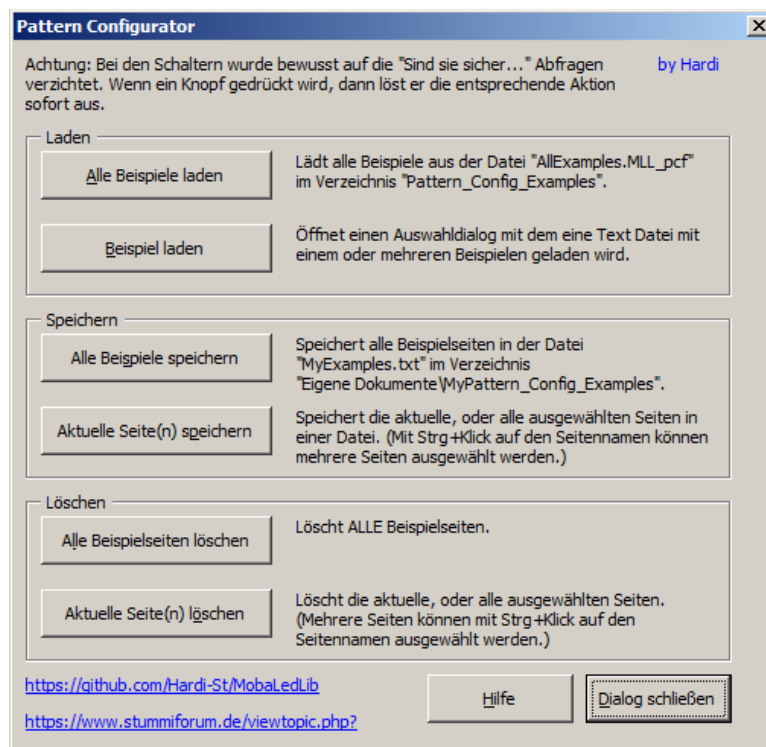 Pattern Configurator
Achtung: Bei den Schaltern wurde bewusst auf die "Sind sie sicher..." Abfragen
verzichtet. Wenn ein Knopf gedrückt wird, dann löst er die entsprechende Aktion
sofort aus.
by Hardi
Laden
Alle Beispiele laden
Lädt alle Beispiele aus der Datei "AllExamples.MLL_pcf"
im Verzeichnis "Pattern_Config_Examples".
Beispiel laden
Öffnet einen Auswahldialog mit dem eine Text Datei mit
einem oder mehreren Beispielen geladen wird.
Speichern
Alle Beispiele speichern
Speichert alle Beispielseiten in der Datei
"MyExamples.txt" im Verzeichnis
"Eigene Dokumente\MyPattern_Config_Examples".
Aktuelle Seite(n) speichern
Speichert die aktuelle, oder alle ausgewählten Seiten in
einer Datei. (Mit Strg+Klick auf den Seitennamen können
mehrere Seiten ausgewählt werden.)
Löschen
Alle Beispielseiten löschen
Löscht ALLE Beispielseiten.
Aktuelle Seite(n) löschen
Löscht die aktuelle, oder alle ausgewählten Seiten.
(Mehrere Seiten können mit Strg+Klick auf den
Seitennamen ausgewählt werden.)
https://github.com/Hardi-St/MobaLedLib
https://www.stummiforum.de/viewtopic.php?
Hilfe
Dialog schließen